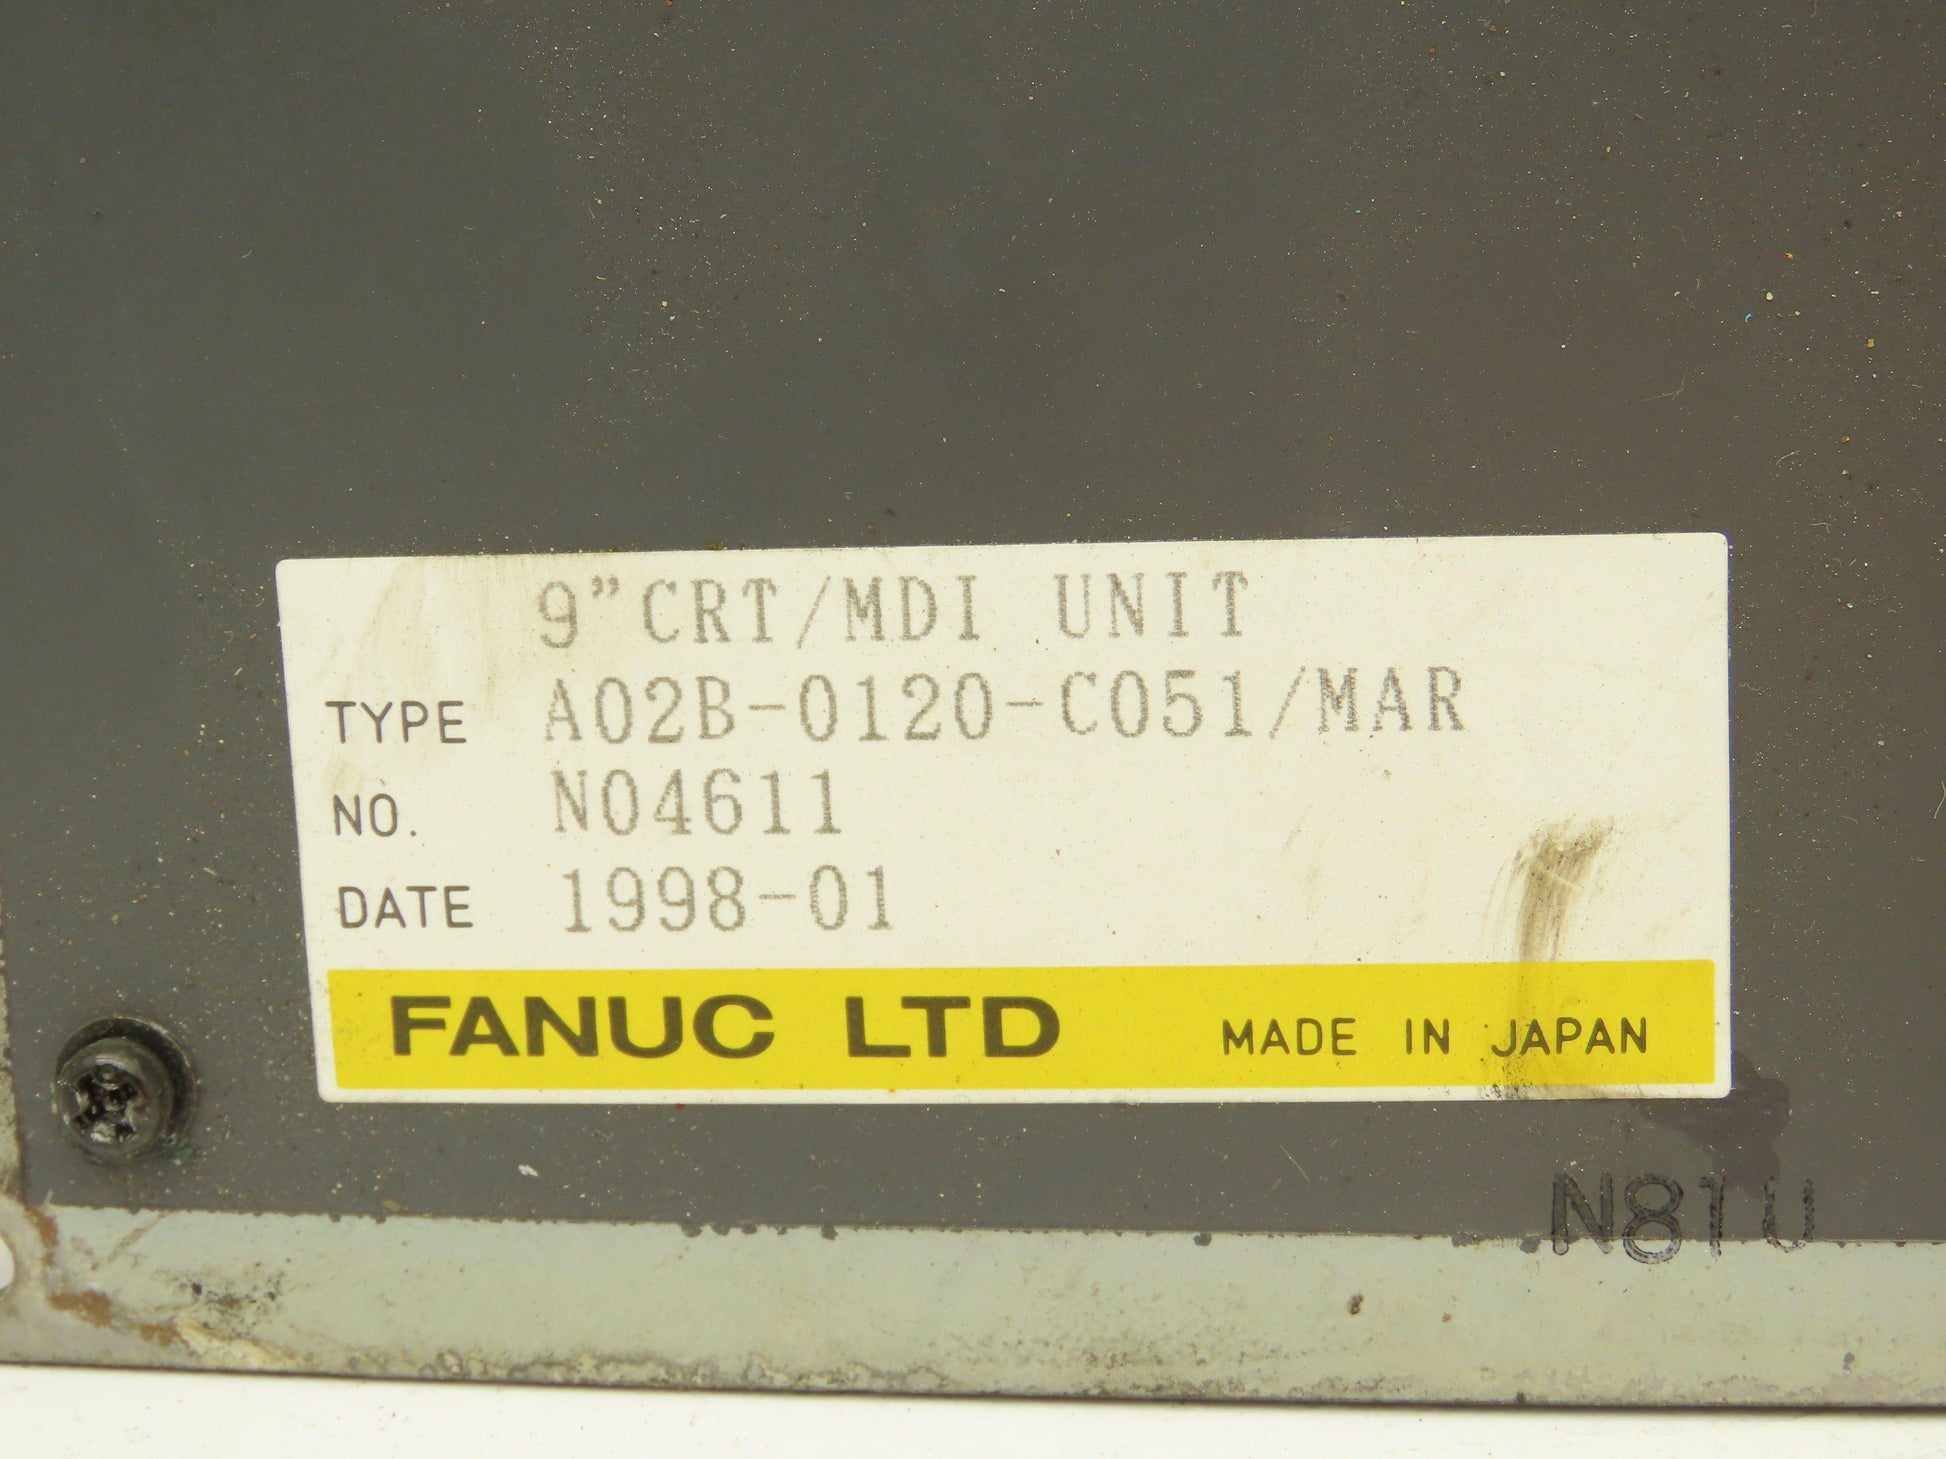 9"CRT/MDI UNIT
TYPE A02B-0120-C051/MAR
NO. N04611
DATE 1998-01
FANUC LTD MADE IN JAPAN